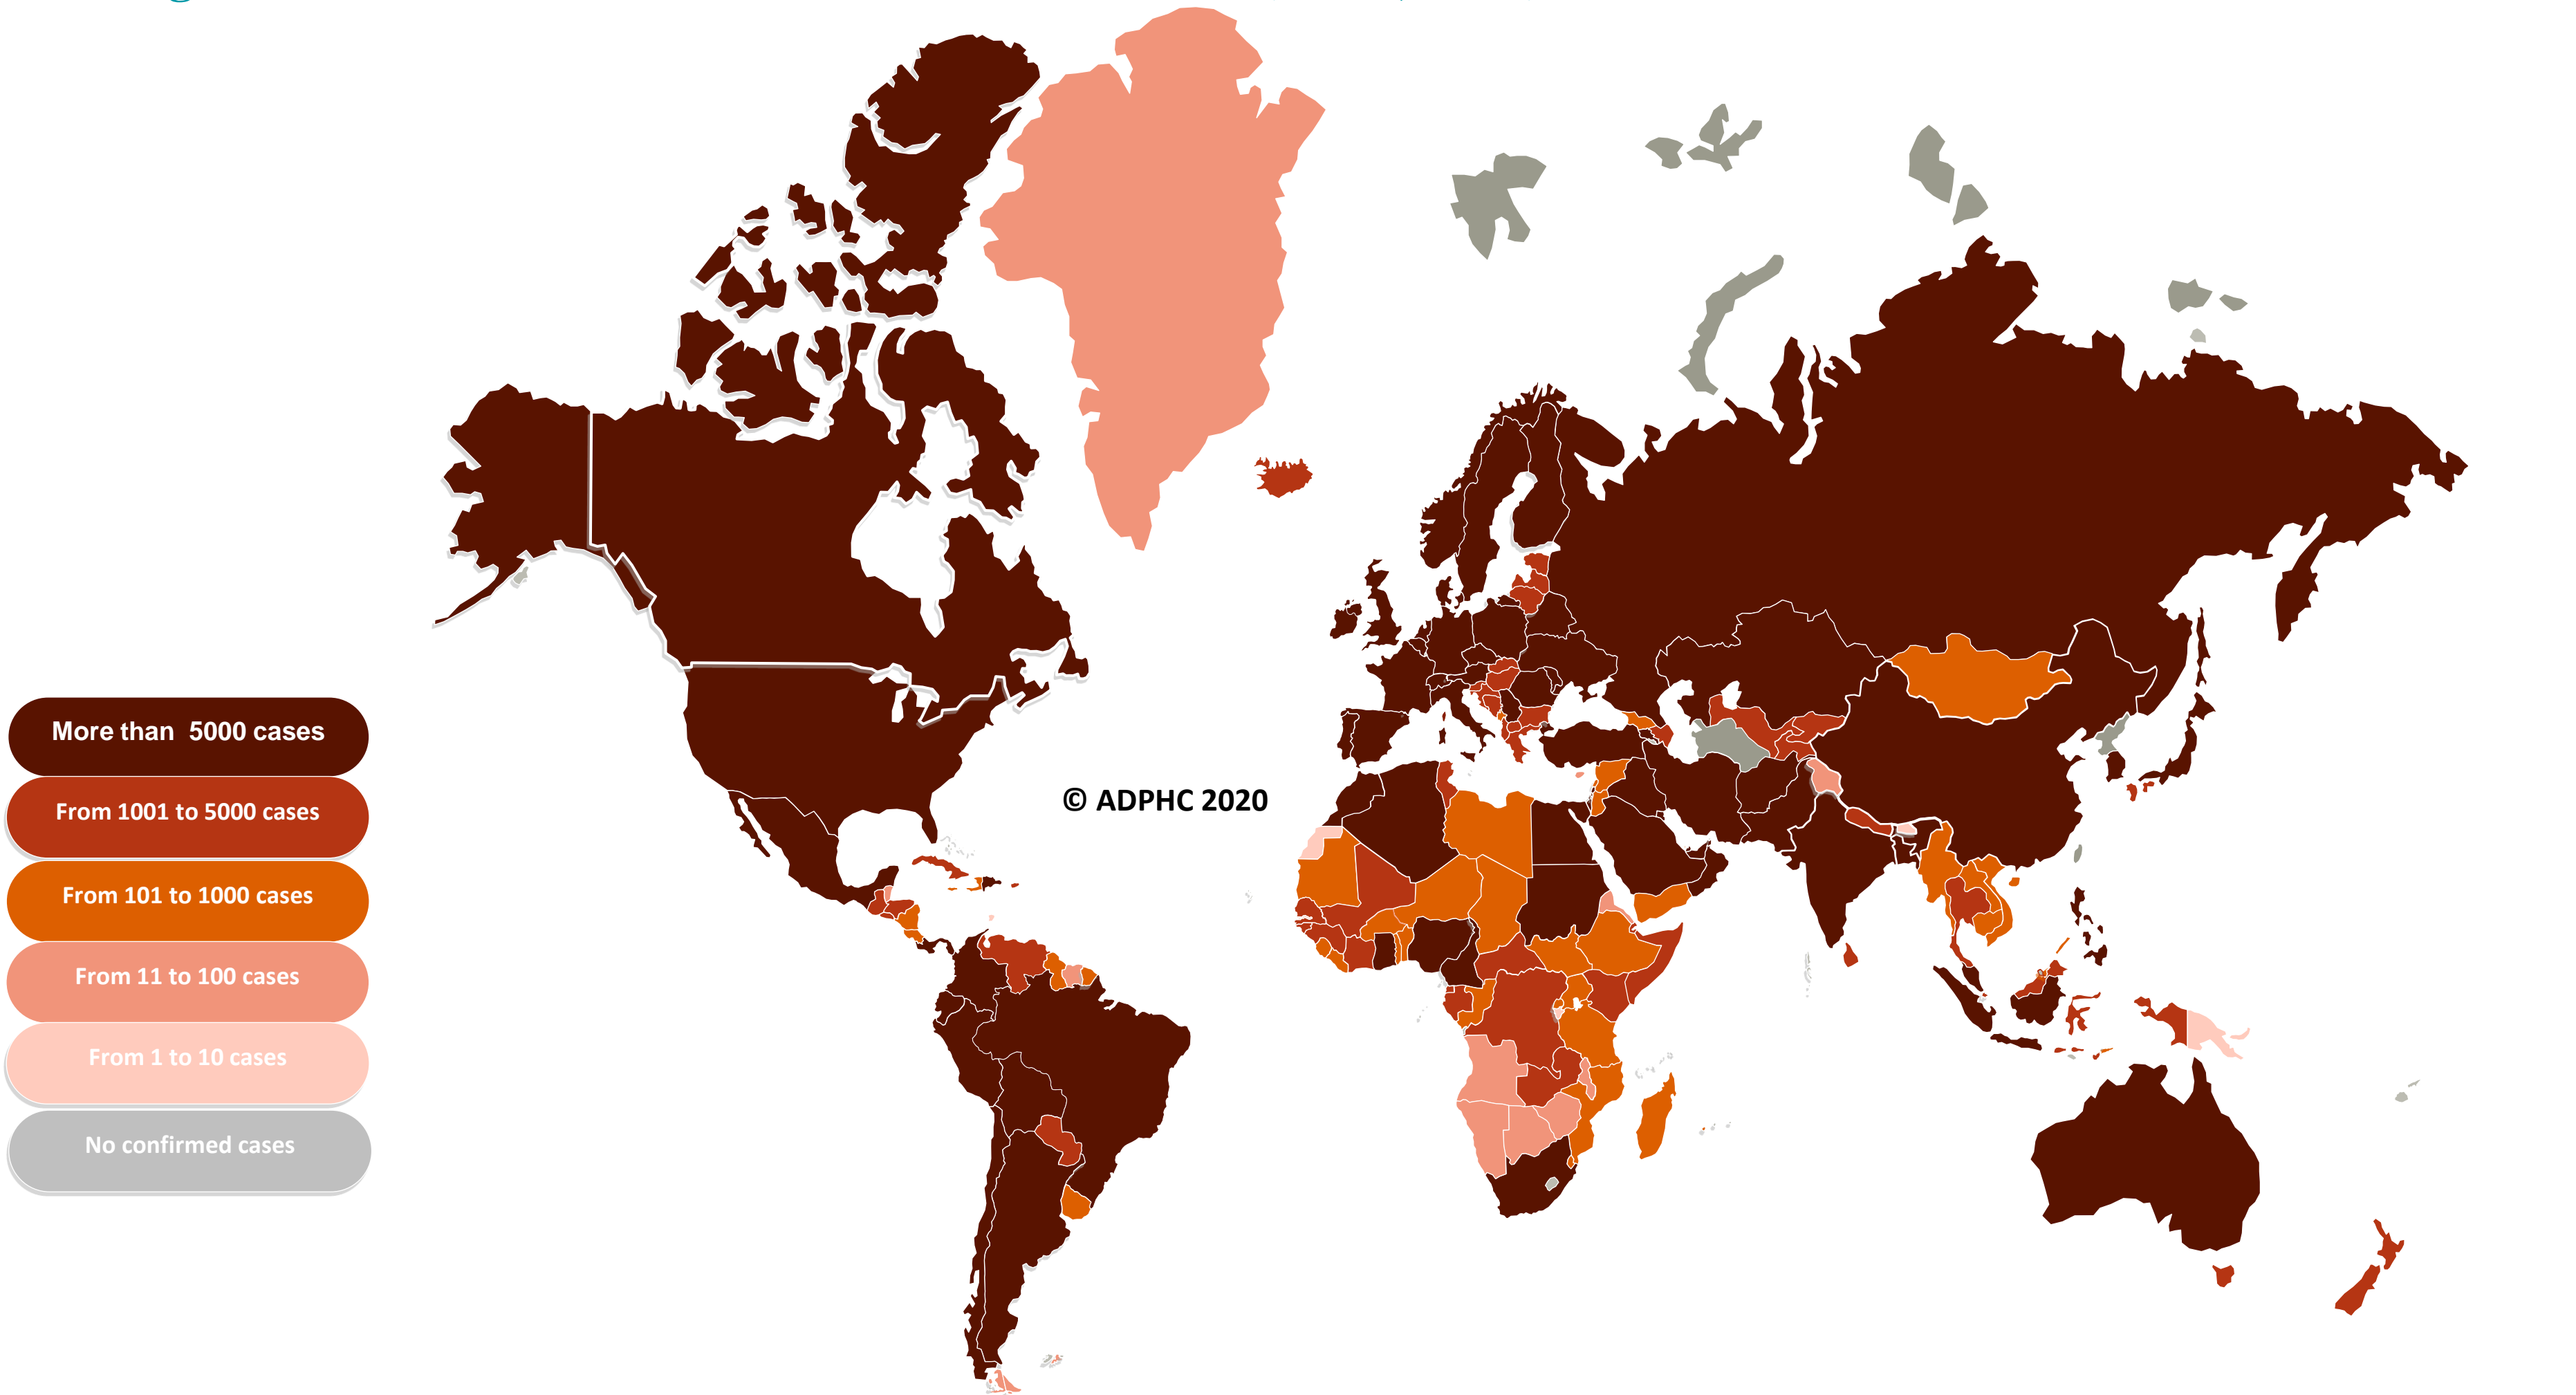 More than  5000 cases
From 1001 to 5000 cases
© ADPHC 2020
From 101 to 1000 cases
From 11 to 100 cases
From 1 to 10 cases
No confirmed cases